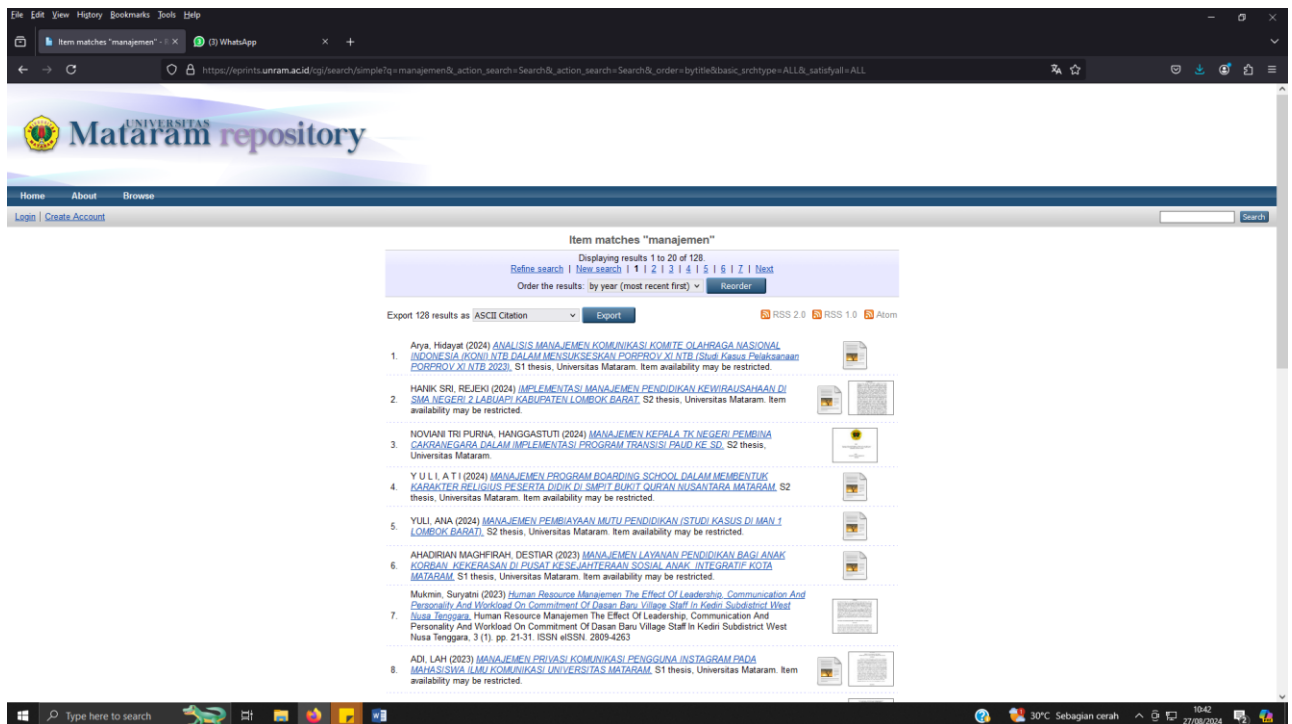 File Edit View History Bookmarks Tools Help
Item matches "manajemen" -
(3) WhatsApp
https://eprints.unram.ac.id/cgi/search/simple?q=manajemen&_action_search=Search&_action_search=Search&_order=bytitle&basic_srchtype=ALL&_satisfyall=ALL
UNIVERSITAS
Mataram repository
Home About Browse
Login | Create Account
Search
Item matches "manajemen"
Displaying results 1 to 20 of 128.
Refine search | New search | 1 | 2 | 3 | 4 | 5 | 6 | 7 | Next
Order the results: by year (most recent first) Reorder
Export 128 results as ASCII Citation Export RSS 2.0 RSS 1.0 Atom
Arya, Hidayat (2024) ANALISIS MANAJEMEN KOMUNIKASI KOMITE OLAHRAGA NASIONAL
1. INDONESIA (KONI) NTB DALAM MENSUKSESKAN PORPROV XI NTB (Studi Kasus Pelaksanaan
PORPROV XI NTB 2023). S1 thesis, Universitas Mataram. Item availability may be restricted.
HANIK SRI, REJEKI (2024) IMPLEMENTASI MANAJEMEN PENDIDIKAN KEWIRAUSAHAAN DI
2. SMA NEGERI 2 LABUAPI KABUPATEN LOMBOK BARAT. S2 thesis, Universitas Mataram. Item
availability may be restricted.
NOVIANI TRI PURNA, HANGGASTUTI (2024) MANAJEMEN KEPALA TK NEGERI PEMBINA
3. CAKRANEGARA DALAM IMPLEMENTASI PROGRAM TRANSISI PAUD KE SD. S2 thesis,
Universitas Mataram.
Y U L I, A T I (2024) MANAJEMEN PROGRAM BOARDING SCHOOL DALAM MEMBENTUK
4. KARAKTER RELIGIUS PESERTA DIDIK DI SMPIT BUKIT QUR'AN NUSANTARA MATARAM. S2
thesis, Universitas Mataram. Item availability may be restricted.
YULI, ANA (2024) MANAJEMEN PEMBIAYAAN MUTU PENDIDIKAN (STUDI KASUS DI MAN 1
5. LOMBOK BARAT). S2 thesis, Universitas Mataram. Item availability may be restricted.
AHADIRIAN MAGHFIRAH, DESTIAR (2023) MANAJEMEN LAYANAN PENDIDIKAN BAGI ANAK
6. KORBAN KEKERASAN DI PUSAT KESEJAHTERAAN SOSIAL ANAK INTEGRATIF KOTA
MATARAM. S1 thesis, Universitas Mataram. Item availability may be restricted.
Mukmin, Suryatni (2023) Human Resource Manajemen The Effect Of Leadership, Communication And
Personality And Workload On Commitment Of Dasan Baru Village Staff In Kediri Subdistrict West
7. Nusa Tenggara. Human Resource Manajemen The Effect Of Leadership, Communication And
Personality And Workload On Commitment Of Dasan Baru Village Staff In Kediri Subdistrict West
Nusa Tenggara, 3 (1). pp. 21-31. ISSN eISSN. 2809-4263
ADI, LAH (2023) MANAJEMEN PRIVASI KOMUNIKASI PENGGUNA INSTAGRAM PADA
8. MAHASISWA ILMU KOMUNIKASI UNIVERSITAS MATARAM. S1 thesis, Universitas Mataram. Item
availability may be restricted.
Type here to search
30°C Sebagian cerah
10:42
27/08/2024